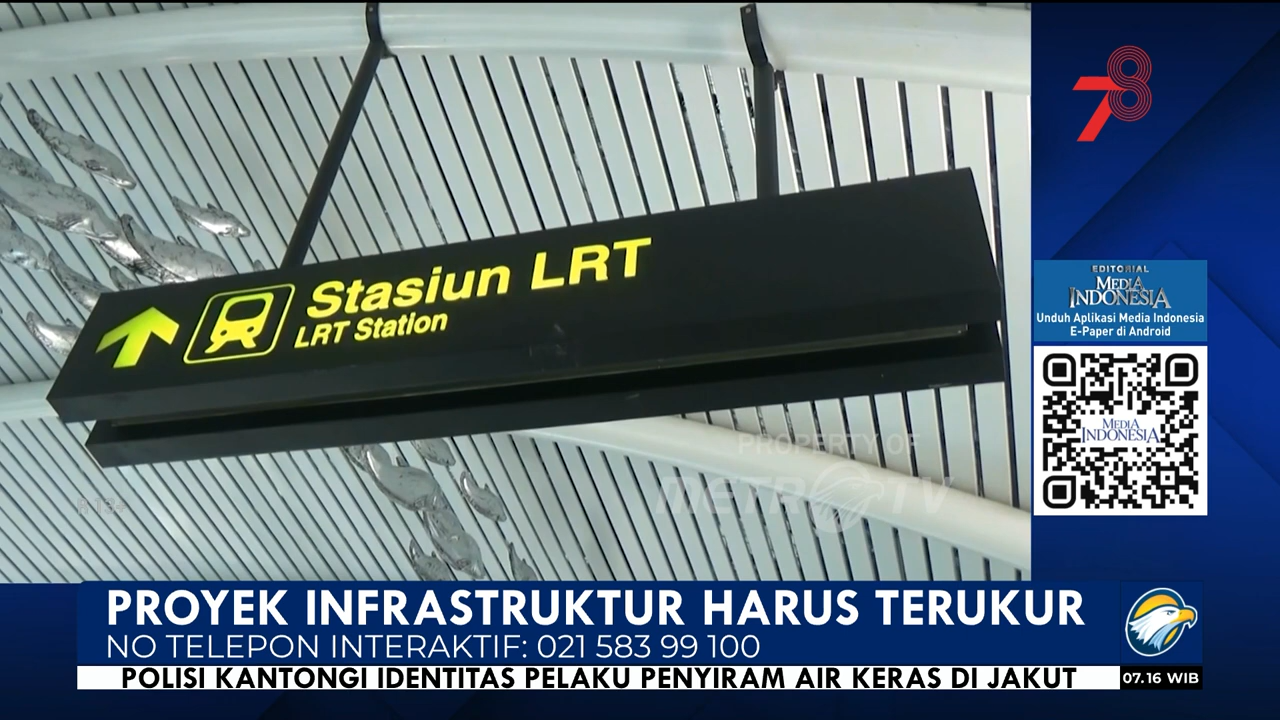 78
Stasiun LRT
LRT Station
EDITORIAL
MEDIA
INDONESIA
Unduh Aplikasi Media Indonesia
E-Paper di Android
MEDIA
INDONESIA
PROPERTY OF
METRO TV
PROYEK INFRASTRUKTUR HARUS TERUKUR
NO TELEPON INTERAKTIF: 021 583 99 100
POLISI KANTONGI IDENTITAS PELAKU PENYIRAM AIR KERAS DI JAKUT
07.16 WIB